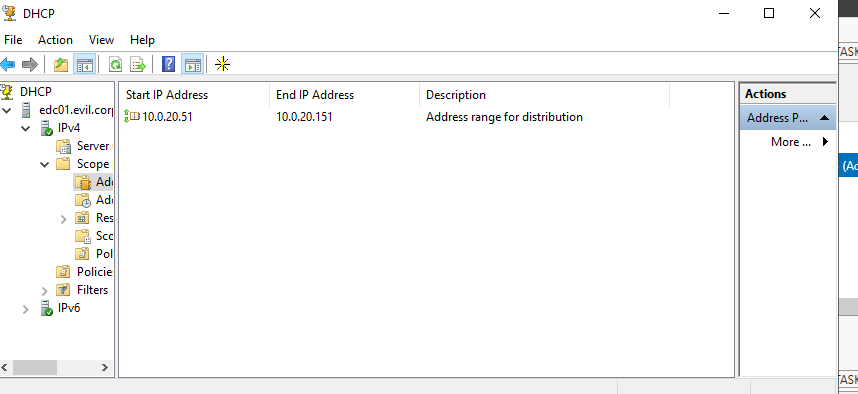 DHCP
File Action View Help
DHCP
edc01.evil.corp
IPv4
Server
Scope
Add
Add
Res
Sco
Pol
Policie
Filters
IPv6
Start IP Address End IP Address Description
10.0.20.51 10.0.20.151 Address range for distribution
Actions
Address P...
More ...
TASK
(Ac
TASK